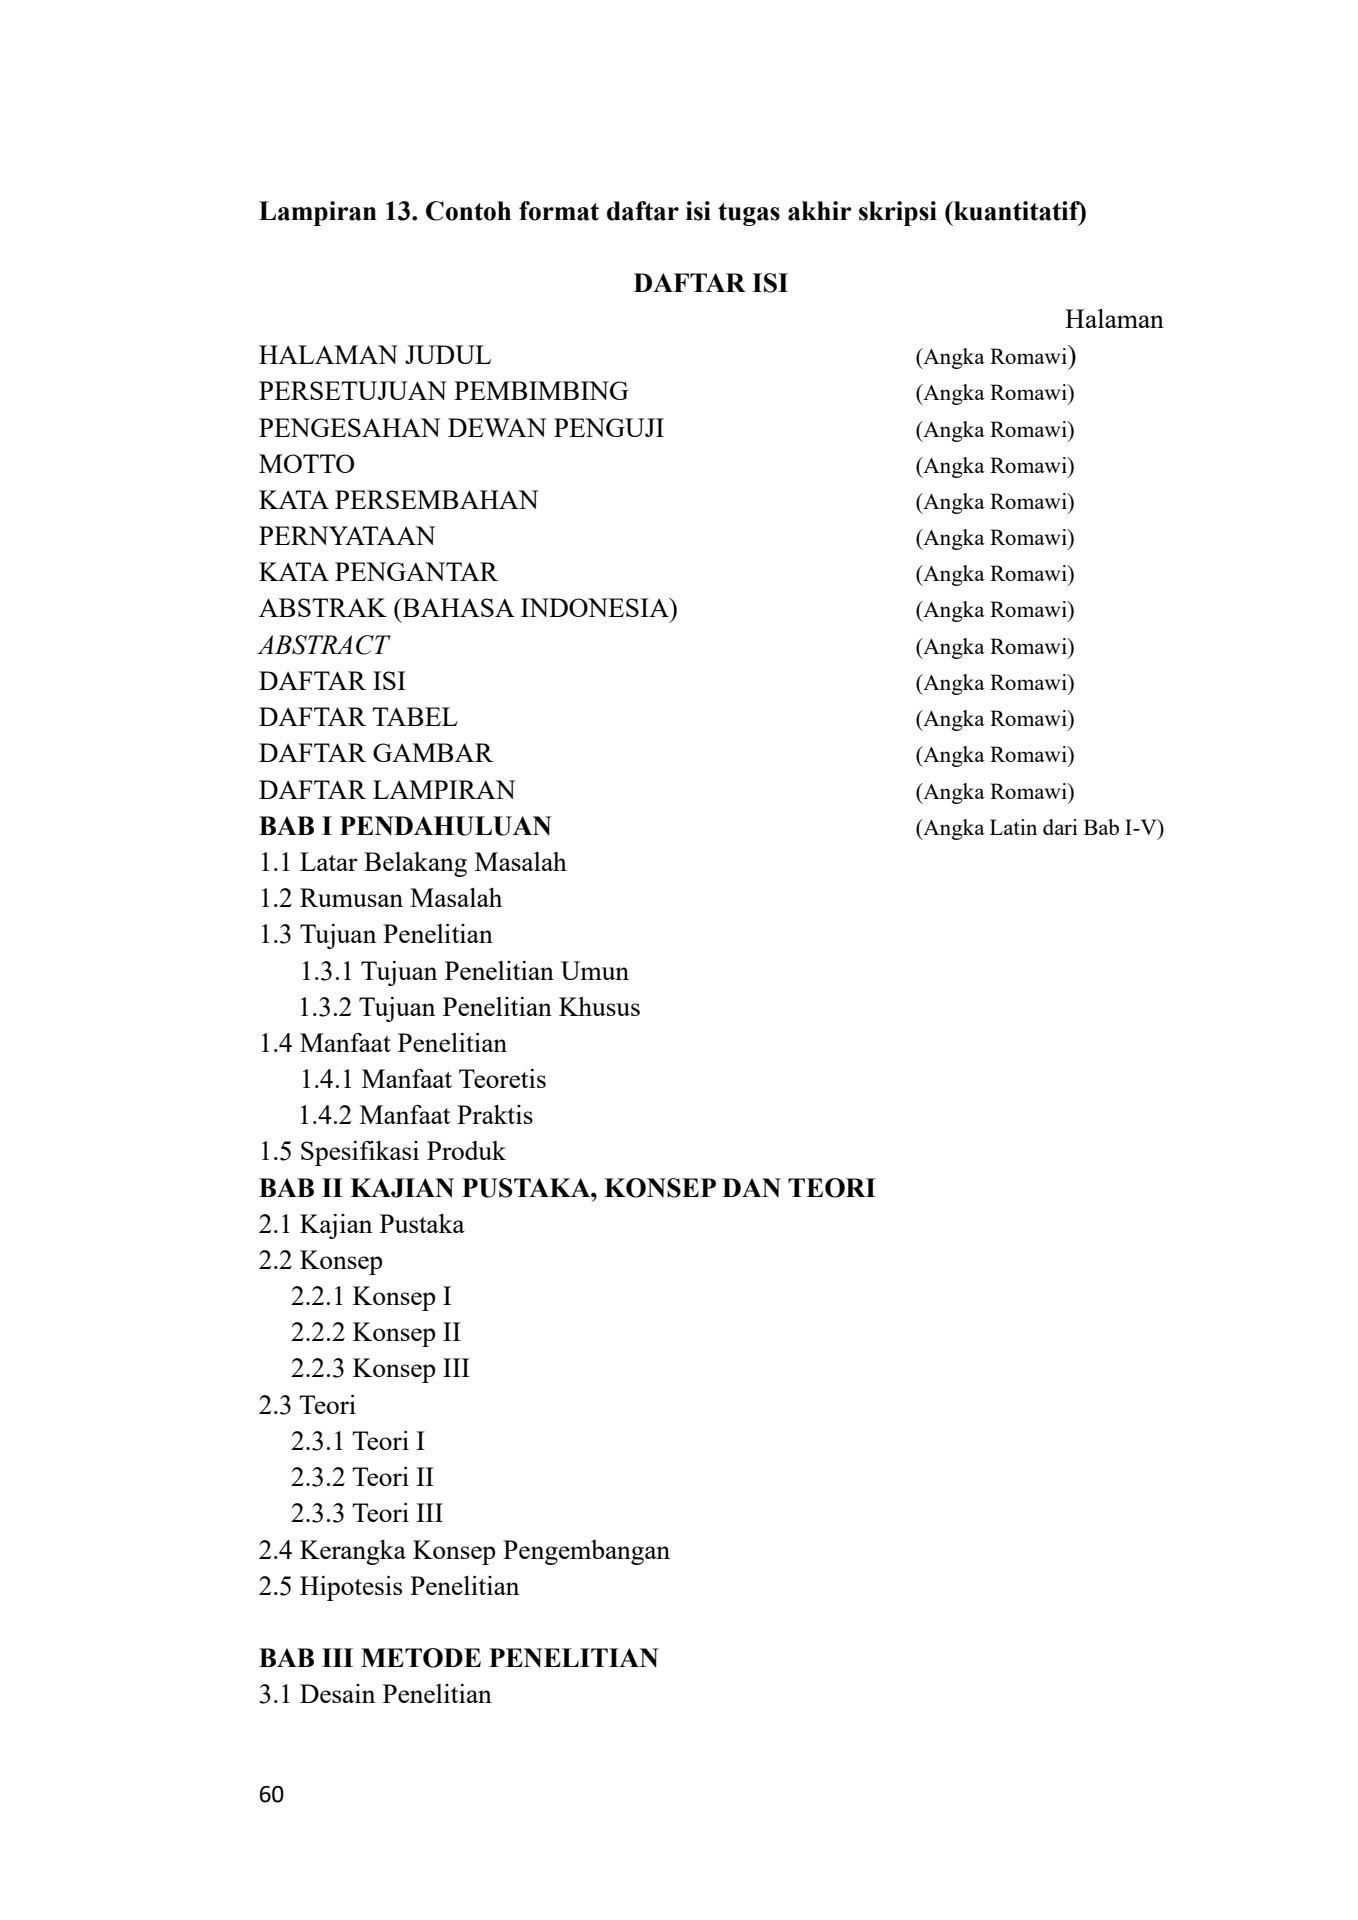 Lampiran 13. Contoh format daftar isi tugas akhir skripsi (kuantitatif)
DAFTAR ISI
Halaman
HALAMAN JUDUL (Angka Romawi)
PERSETUJUAN PEMBIMBING (Angka Romawi)
PENGESAHAN DEWAN PENGUJI (Angka Romawi)
MOTTO (Angka Romawi)
KATA PERSEMBAHAN (Angka Romawi)
PERNYATAAN (Angka Romawi)
KATA PENGANTAR (Angka Romawi)
ABSTRAK (BAHASA INDONESIA) (Angka Romawi)
ABSTRACT (Angka Romawi)
DAFTAR ISI (Angka Romawi)
DAFTAR TABEL (Angka Romawi)
DAFTAR GAMBAR (Angka Romawi)
DAFTAR LAMPIRAN (Angka Romawi)
BAB I PENDAHULUAN (Angka Latin dari Bab I-V)
1.1 Latar Belakang Masalah
1.2 Rumusan Masalah
1.3 Tujuan Penelitian
1.3.1 Tujuan Penelitian Umun
1.3.2 Tujuan Penelitian Khusus
1.4 Manfaat Penelitian
1.4.1 Manfaat Teoretis
1.4.2 Manfaat Praktis
1.5 Spesifikasi Produk
BAB II KAJIAN PUSTAKA, KONSEP DAN TEORI
2.1 Kajian Pustaka
2.2 Konsep
2.2.1 Konsep I
2.2.2 Konsep II
2.2.3 Konsep III
2.3 Teori
2.3.1 Teori I
2.3.2 Teori II
2.3.3 Teori III
2.4 Kerangka Konsep Pengembangan
2.5 Hipotesis Penelitian
BAB III METODE PENELITIAN
3.1 Desain Penelitian
60